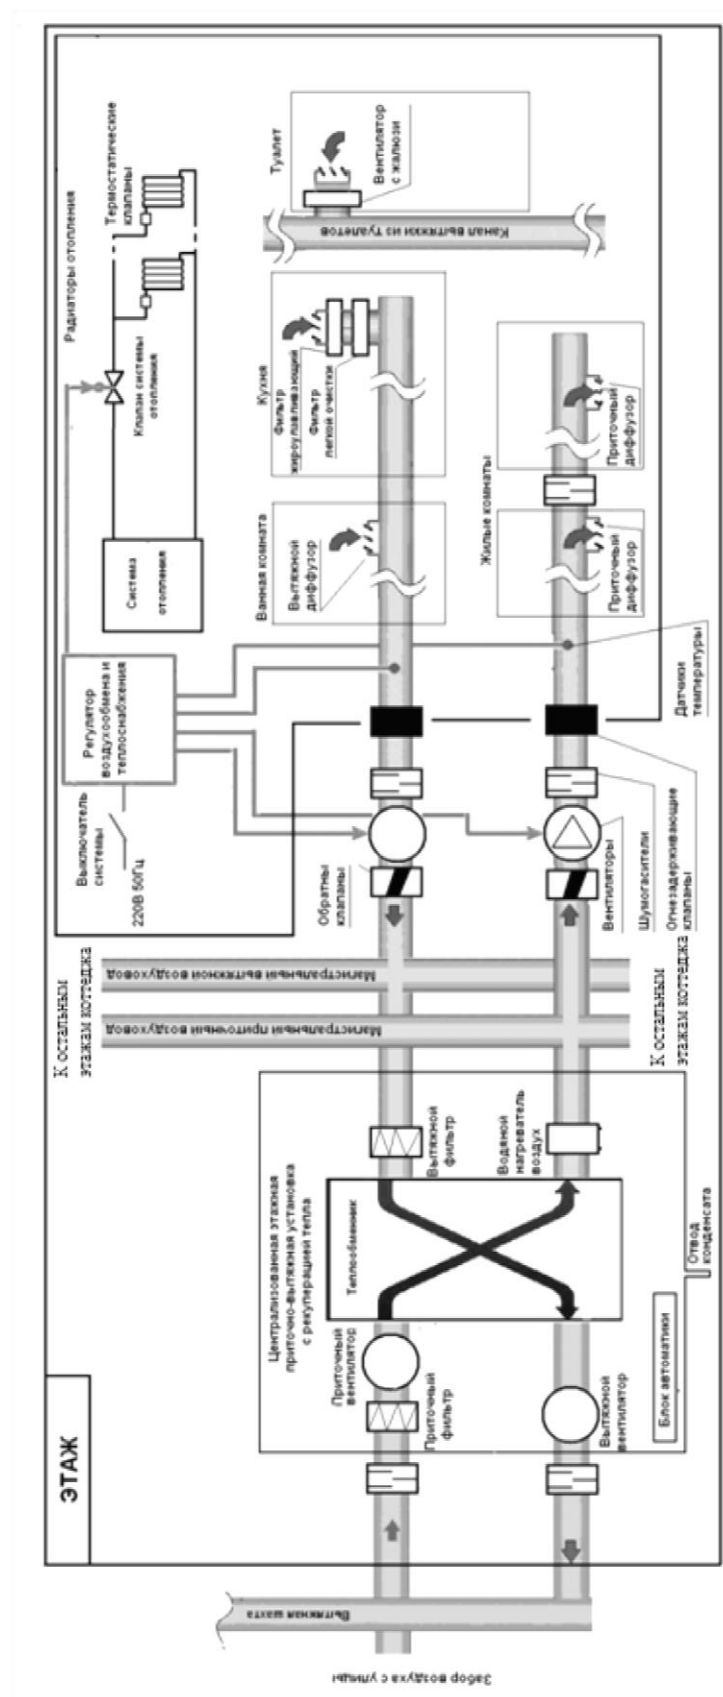 ЭТАЖ
Забор воздуха с улицы
Вытяжная шахта
Централизованная этажная
приточно-вытяжная установка
с рекуперацией тепла
Приточный
вентилятор
Приточный
фильтр
Теплообменник
Вытяжной
фильтр
Водяной
нагреватель
воздух
Вытяжной
вентилятор
Блок автоматики
Отвод
конденсата
К остальным
этажам коттеджа
Магистральный приточный воздуховод
Магистральный вытяжной воздуховод
К остальным
этажам коттеджа
Выключатель
системы
220В 50Гц
Регулятор
воздухообмена и
теплоснабжения
Обратны
клапаны
Вентиляторы
Шумогасители
Огнезадерживающие
клапаны
Датчики
температуры
Система
отопления
Клапан системы
отопления
Радиаторы отопления
Термостатические
клапаны
Ванная комната
Вытяжной
диффузор
Кухня
Фильтр
жироулавливающий
Фильтр
легкой очистки
Туалет
Вентилятор
с жалюзи
Канал вытяжки из туалетов
Жилые комнаты
Приточный
диффузор
Приточный
диффузор